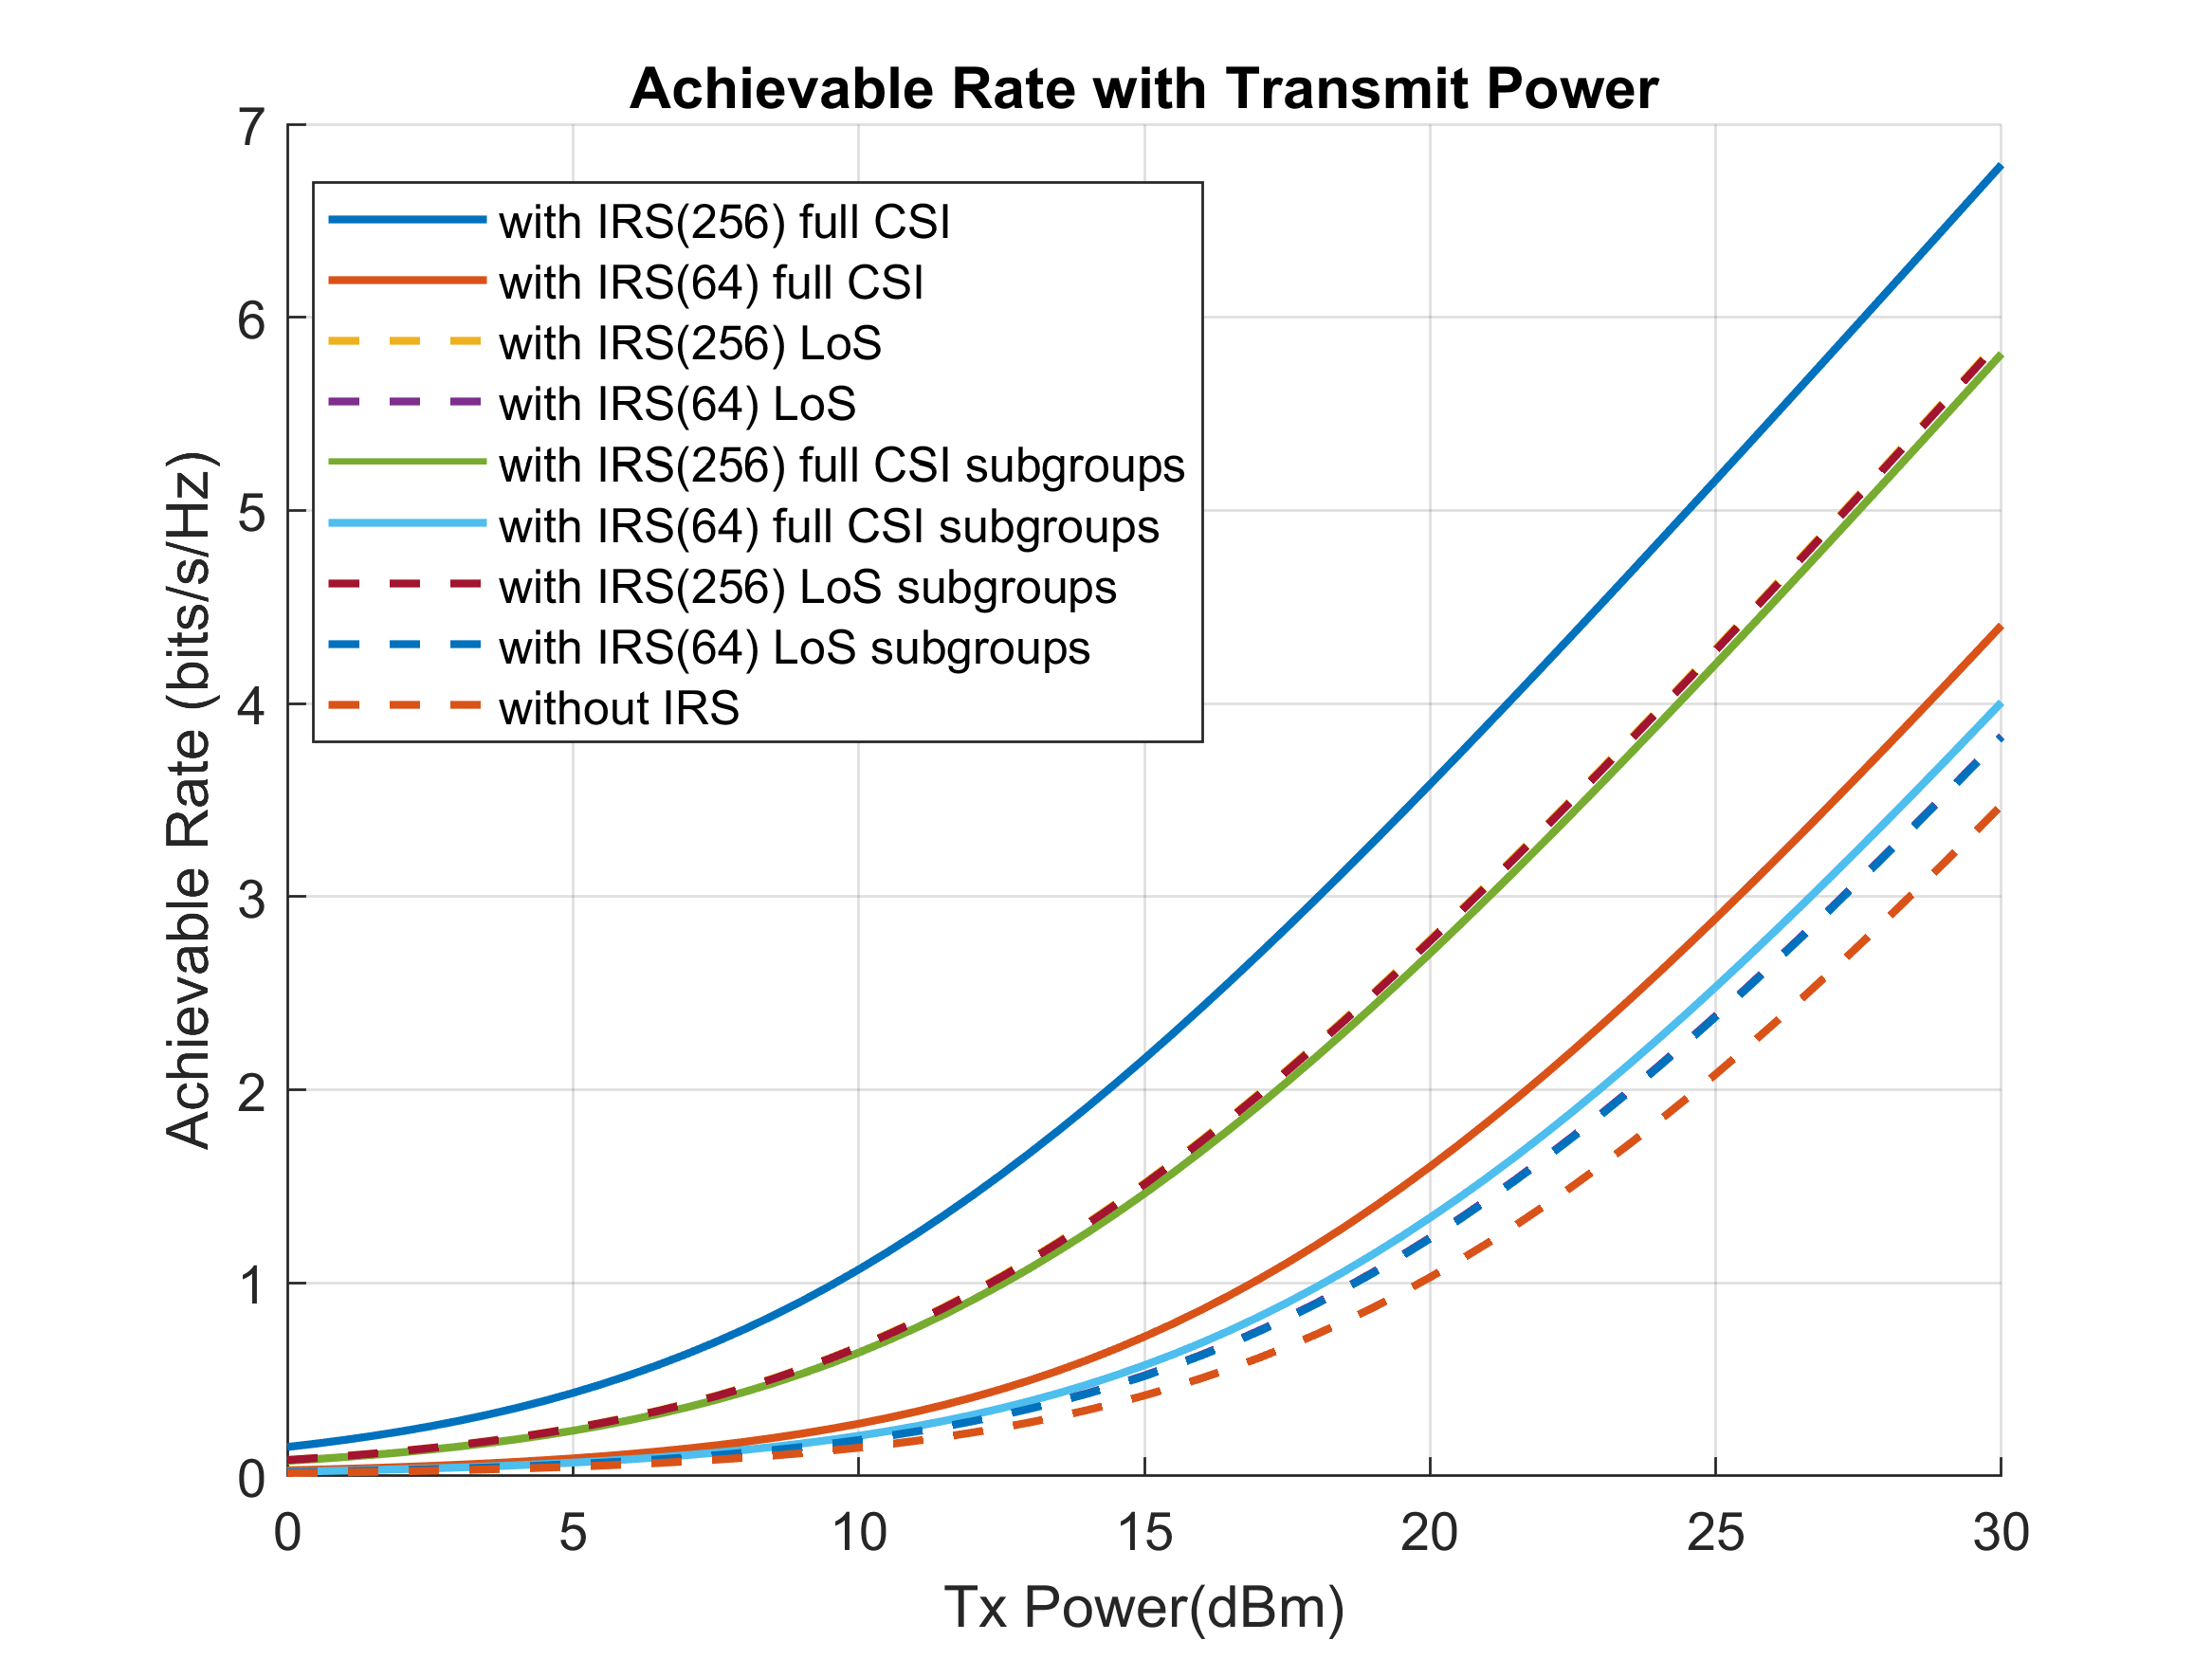 Achievable Rate with Transmit Power
7
6
5
4
3
2
1
0
Achievable Rate (bits/s/Hz)
with IRS(256) full CSI
with IRS(64) full CSI
with IRS(256) LoS
with IRS(64) LoS
with IRS(256) full CSI subgroups
with IRS(64) full CSI subgroups
with IRS(256) LoS subgroups
with IRS(64) LoS subgroups
without IRS
0 5 10 15 20 25 30
Tx Power(dBm)